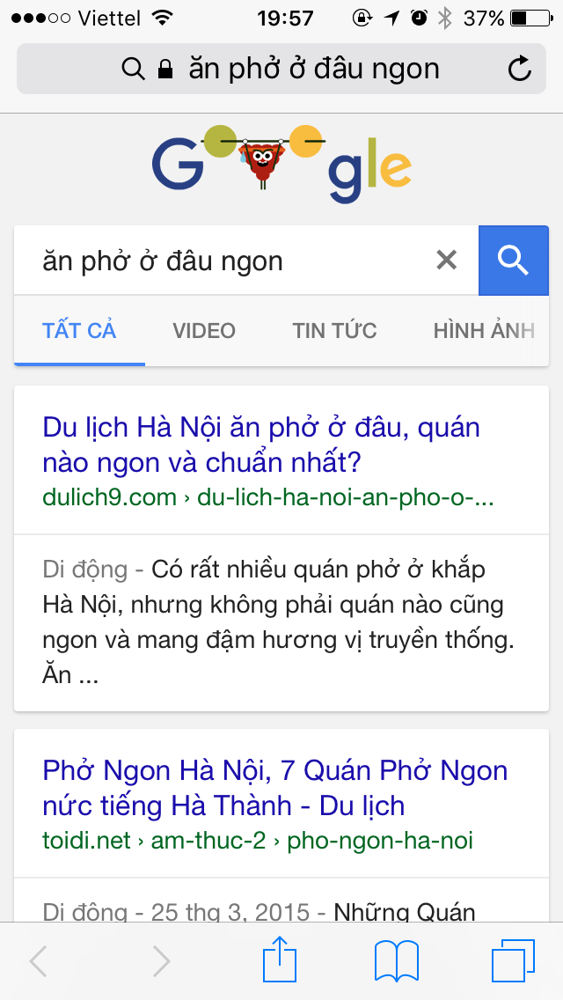 Viettel 19:57 37%
ăn phở ở đâu ngon
Google
ăn phở ở đâu ngon
TẤT CẢ VIDEO TIN TỨC HÌNH ẢNH
Du lịch Hà Nội ăn phở ở đâu, quán
nào ngon và chuẩn nhất?
dulich9.com › du-lich-ha-noi-an-pho-o-...
Di động - Có rất nhiều quán phở ở khắp
Hà Nội, nhưng không phải quán nào cũng
ngon và mang đậm hương vị truyền thống.
Ăn ...
Phở Ngon Hà Nội, 7 Quán Phở Ngon
nức tiếng Hà Thành - Du lịch
toidi.net › am-thuc-2 › pho-ngon-ha-noi
Di động - 25 thg 3, 2015 - Những Quán